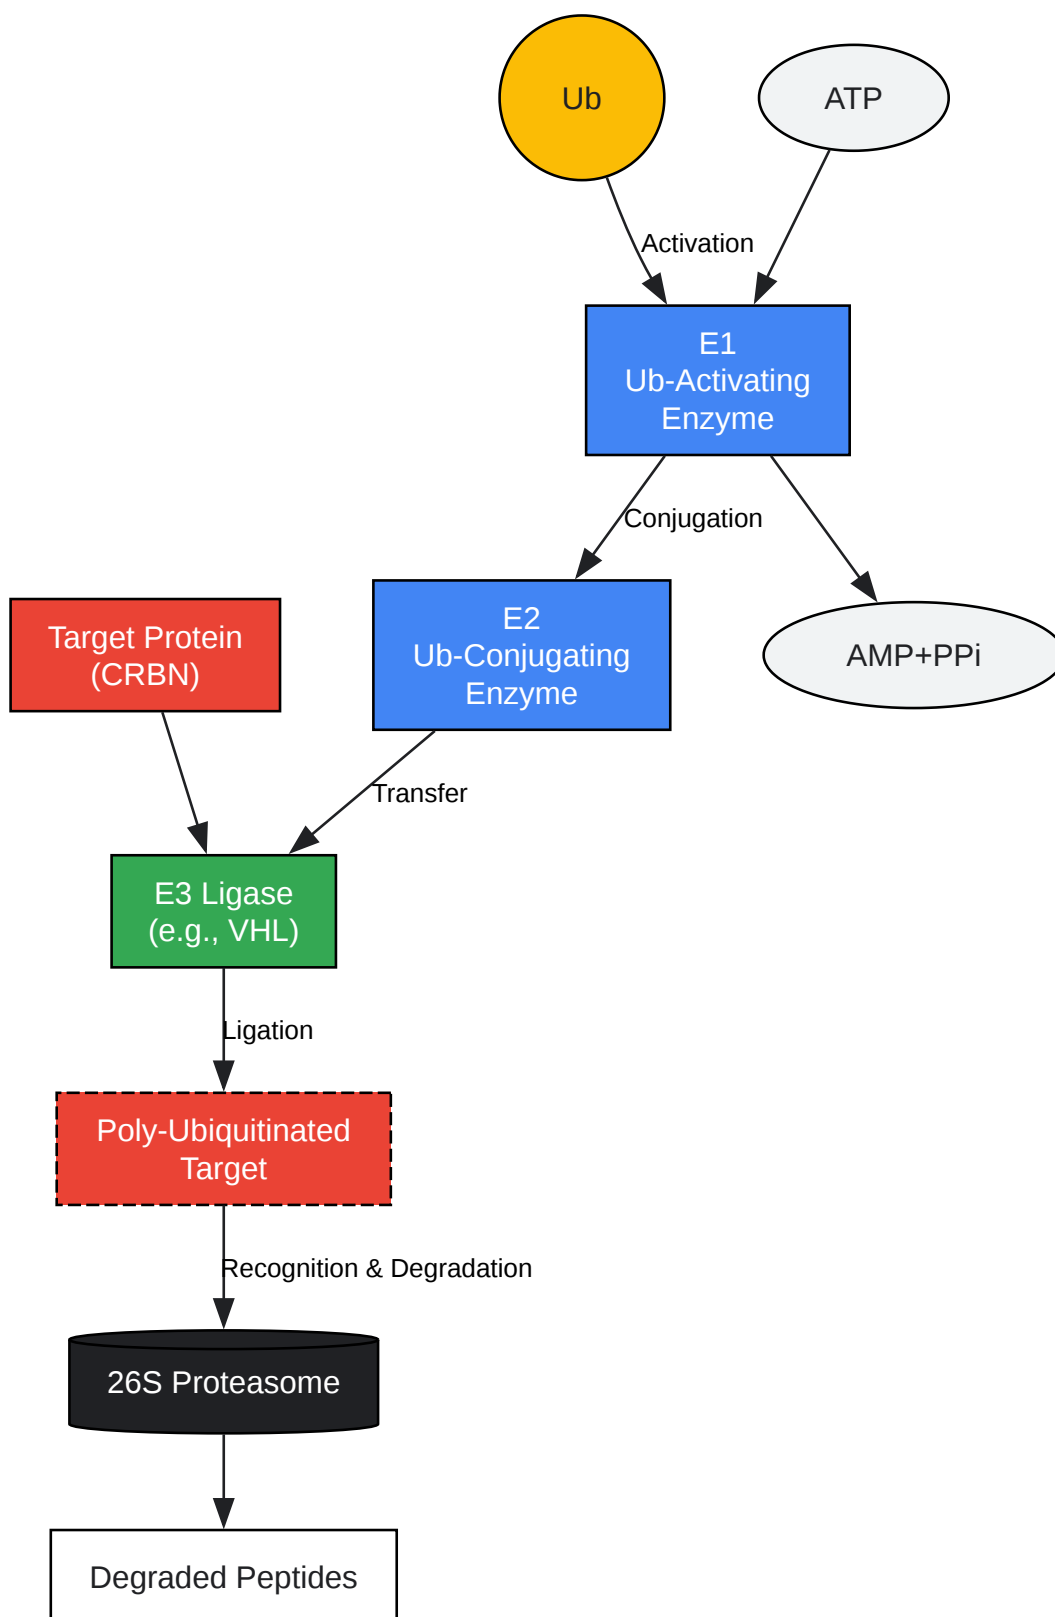 Ub
ATP
Activation
E1
Ub-Activating
Enzyme
Conjugation
E2
Ub-Conjugating
Enzyme
AMP+PPi
Target Protein
(CRBN)
Transfer
E3 Ligase
(e.g., VHL)
Ligation
Poly-Ubiquitinated
Target
Recognition & Degradation
26S Proteasome
Degraded Peptides